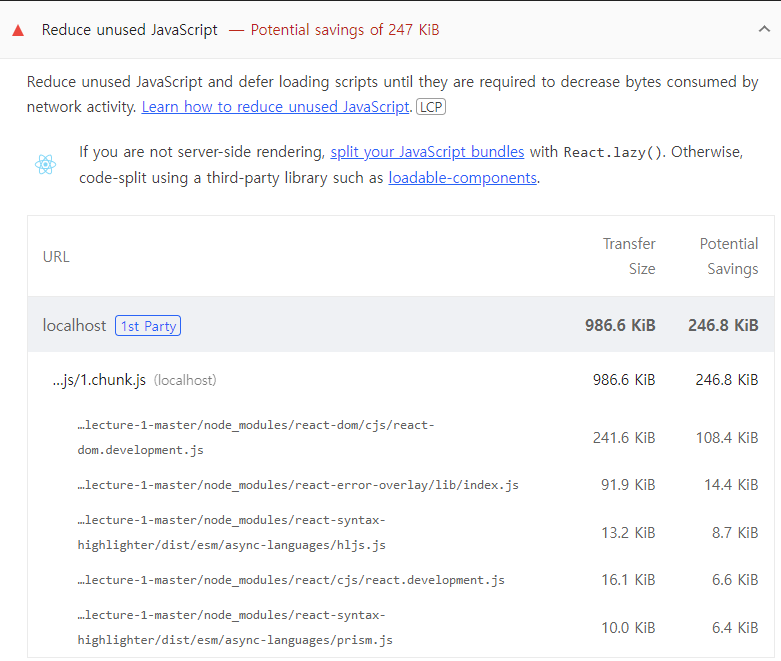 Reduce unused JavaScript — Potential savings of 247 KiB
Reduce unused JavaScript and defer loading scripts until they are required to decrease bytes consumed by
network activity. Learn how to reduce unused JavaScript. LCP
If you are not server-side rendering, split your JavaScript bundles with React.lazy(). Otherwise,
code-split using a third-party library such as loadable-components.
URL
Transfer Size
Potential Savings
localhost 1st Party 986.6 KiB 246.8 KiB
…js/1.chunk.js (localhost) 986.6 KiB 246.8 KiB
…lecture-1-master/node_modules/react-dom/cjs/react-
dom.development.js
241.6 KiB 108.4 KiB
…lecture-1-master/node_modules/react-error-overlay/lib/index.js 91.9 KiB 14.4 KiB
…lecture-1-master/node_modules/react-syntax-
highlighter/dist/esm/async-languages/hljs.js
13.2 KiB 8.7 KiB
…lecture-1-master/node_modules/react/cjs/react.development.js 16.1 KiB 6.6 KiB
…lecture-1-master/node_modules/react-syntax-
highlighter/dist/esm/async-languages/prism.js
10.0 KiB 6.4 KiB